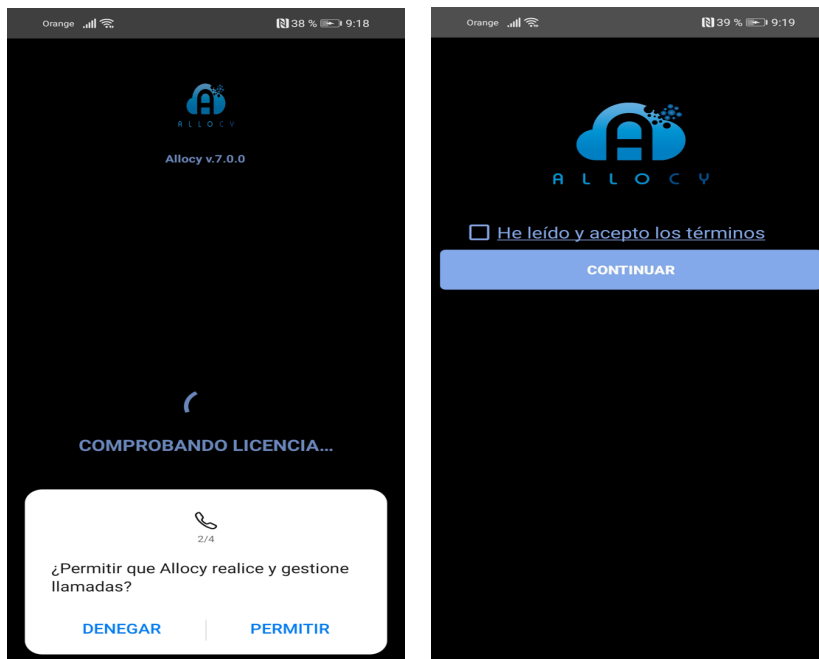 Orange 38 % 9:18
ALLOCY
Allocy v.7.0.0
COMPROBANDO LICENCIA...
2/4
¿Permitir que Allocy realice y gestione
llamadas?
DENEGAR PERMITIR
Orange 39 % 9:19
ALLOCY
He leído y acepto los términos
CONTINUAR